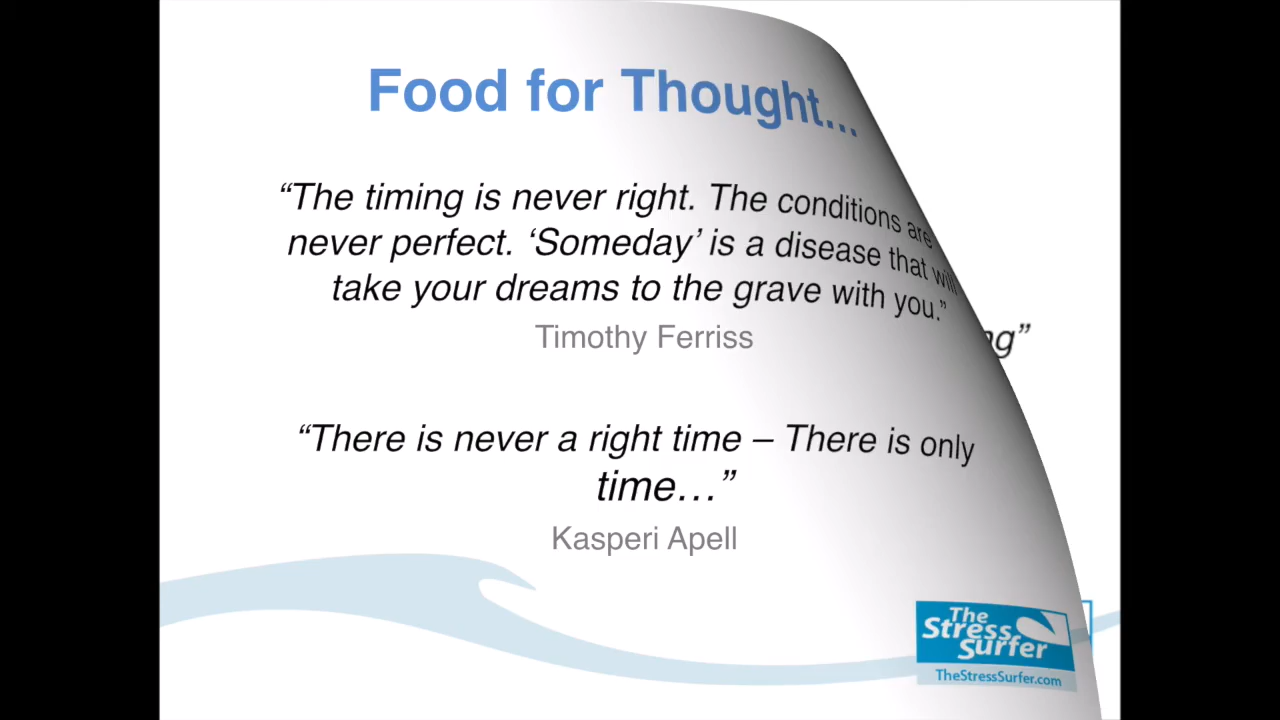 Food for Thought...
“The timing is never right. The conditions are
never perfect. ‘Someday’ is a disease that will
take your dreams to the grave with you.”
Timothy Ferriss
“There is never a right time – There is only
time…”
Kasperi Apell
The
Stress
Surfer
TheStressSurfer.com